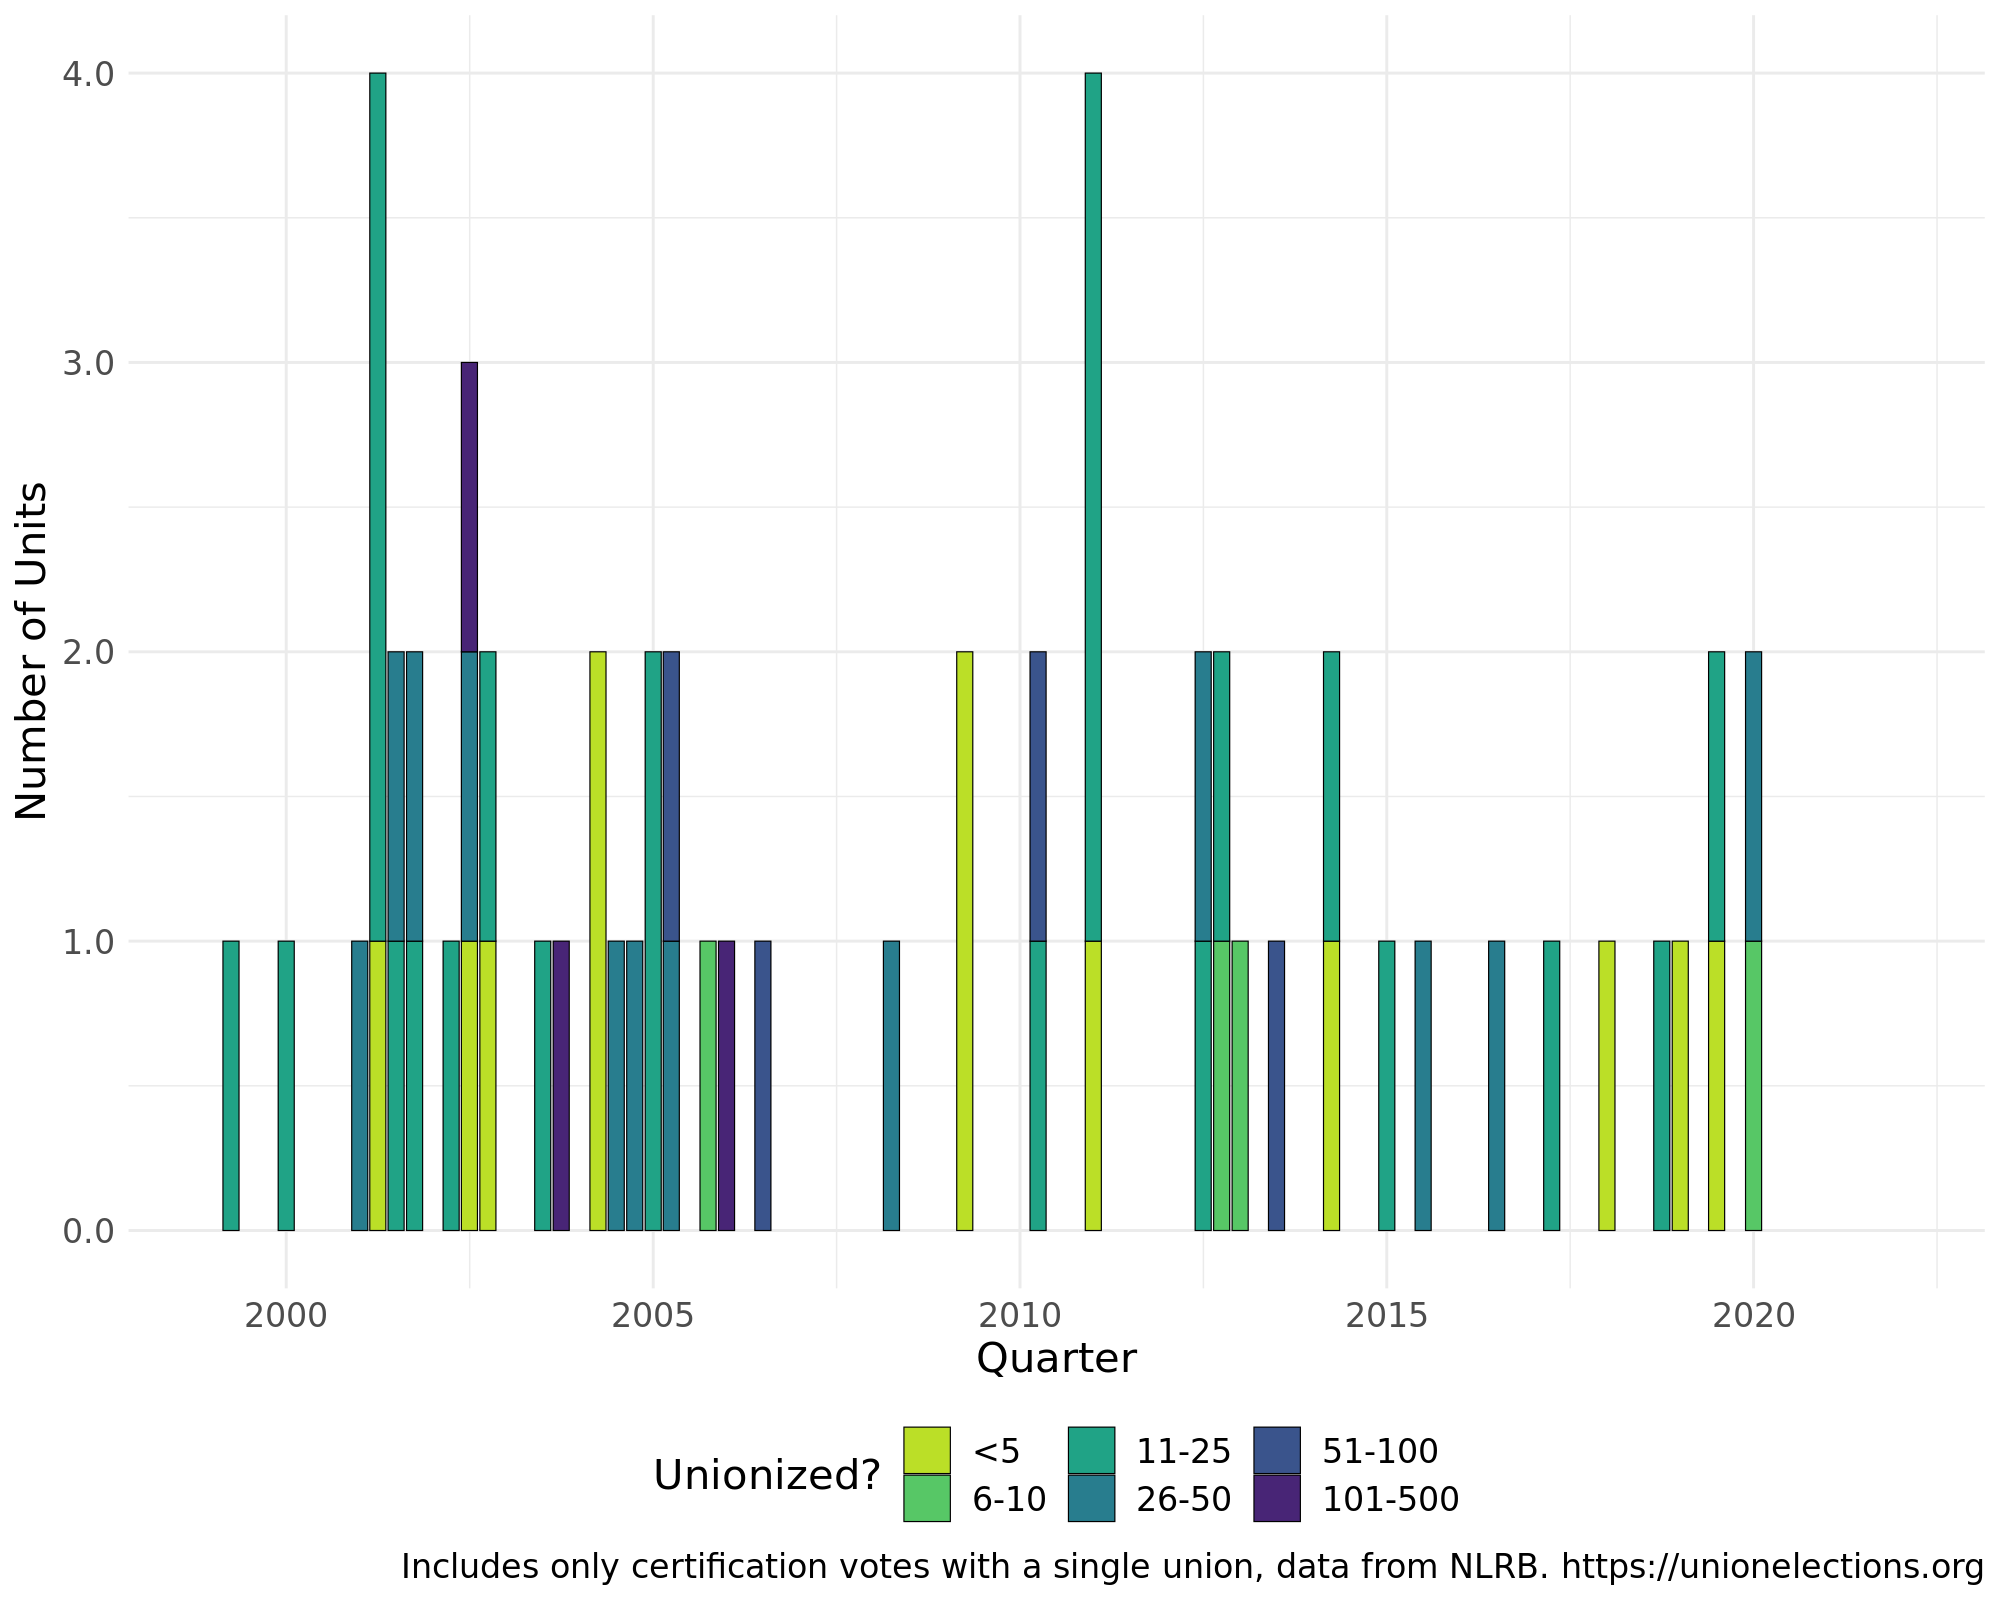 4.0
3.0
2.0
1.0
0.0
Number of Units
2000 2005 2010 2015 2020
Quarter
Unionized?
<5 11-25 51-100
6-10 26-50 101-500
Includes only certification votes with a single union, data from NLRB. https://unionelections.org